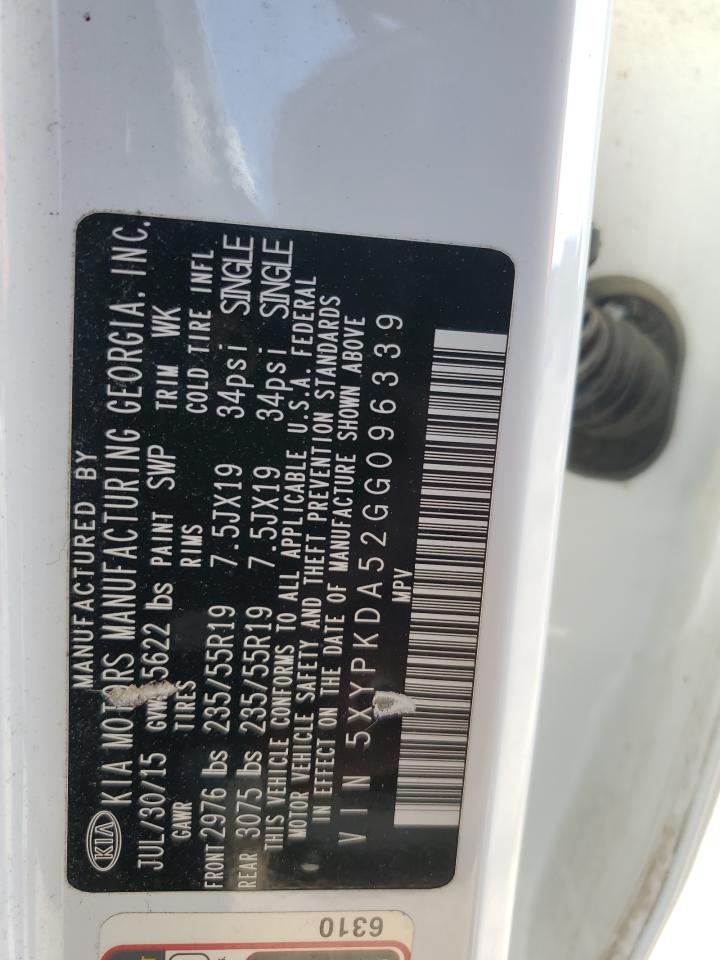 MANUFACTURED BY
KIA KIA MOTORS MANUFACTURING GEORGIA, INC.
JUL/30/15 GVWR 5622 lbs PAINT SWP TRIM WK
GAWR TIRES RIMS COLD TIRE INFL
FRONT 2976 lbs 235/55R19 7.5JX19 34psi SINGLE
REAR 3075 lbs 235/55R19 7.5JX19 34psi SINGLE
THIS VEHICLE CONFORMS TO ALL APPLICABLE U.S.A. FEDERAL
MOTOR VEHICLE SAFETY AND THEFT PREVENTION STANDARDS
IN EFFECT ON THE DATE OF MANUFACTURE SHOWN ABOVE
VIN 5XYPKDA52GG096339
MPV
6310